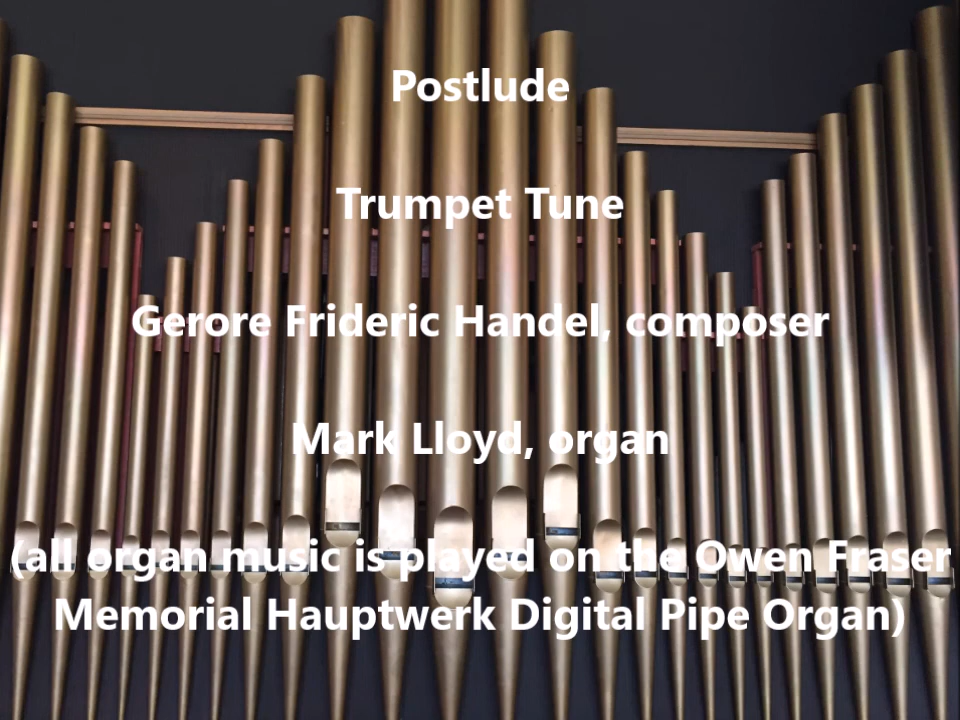 Postlude
Trumpet Tune
Gerore Frideric Handel, composer
Mark Lloyd, organ
(all organ music is played on the Owen Fraser
Memorial Hauptwerk Digital Pipe Organ)